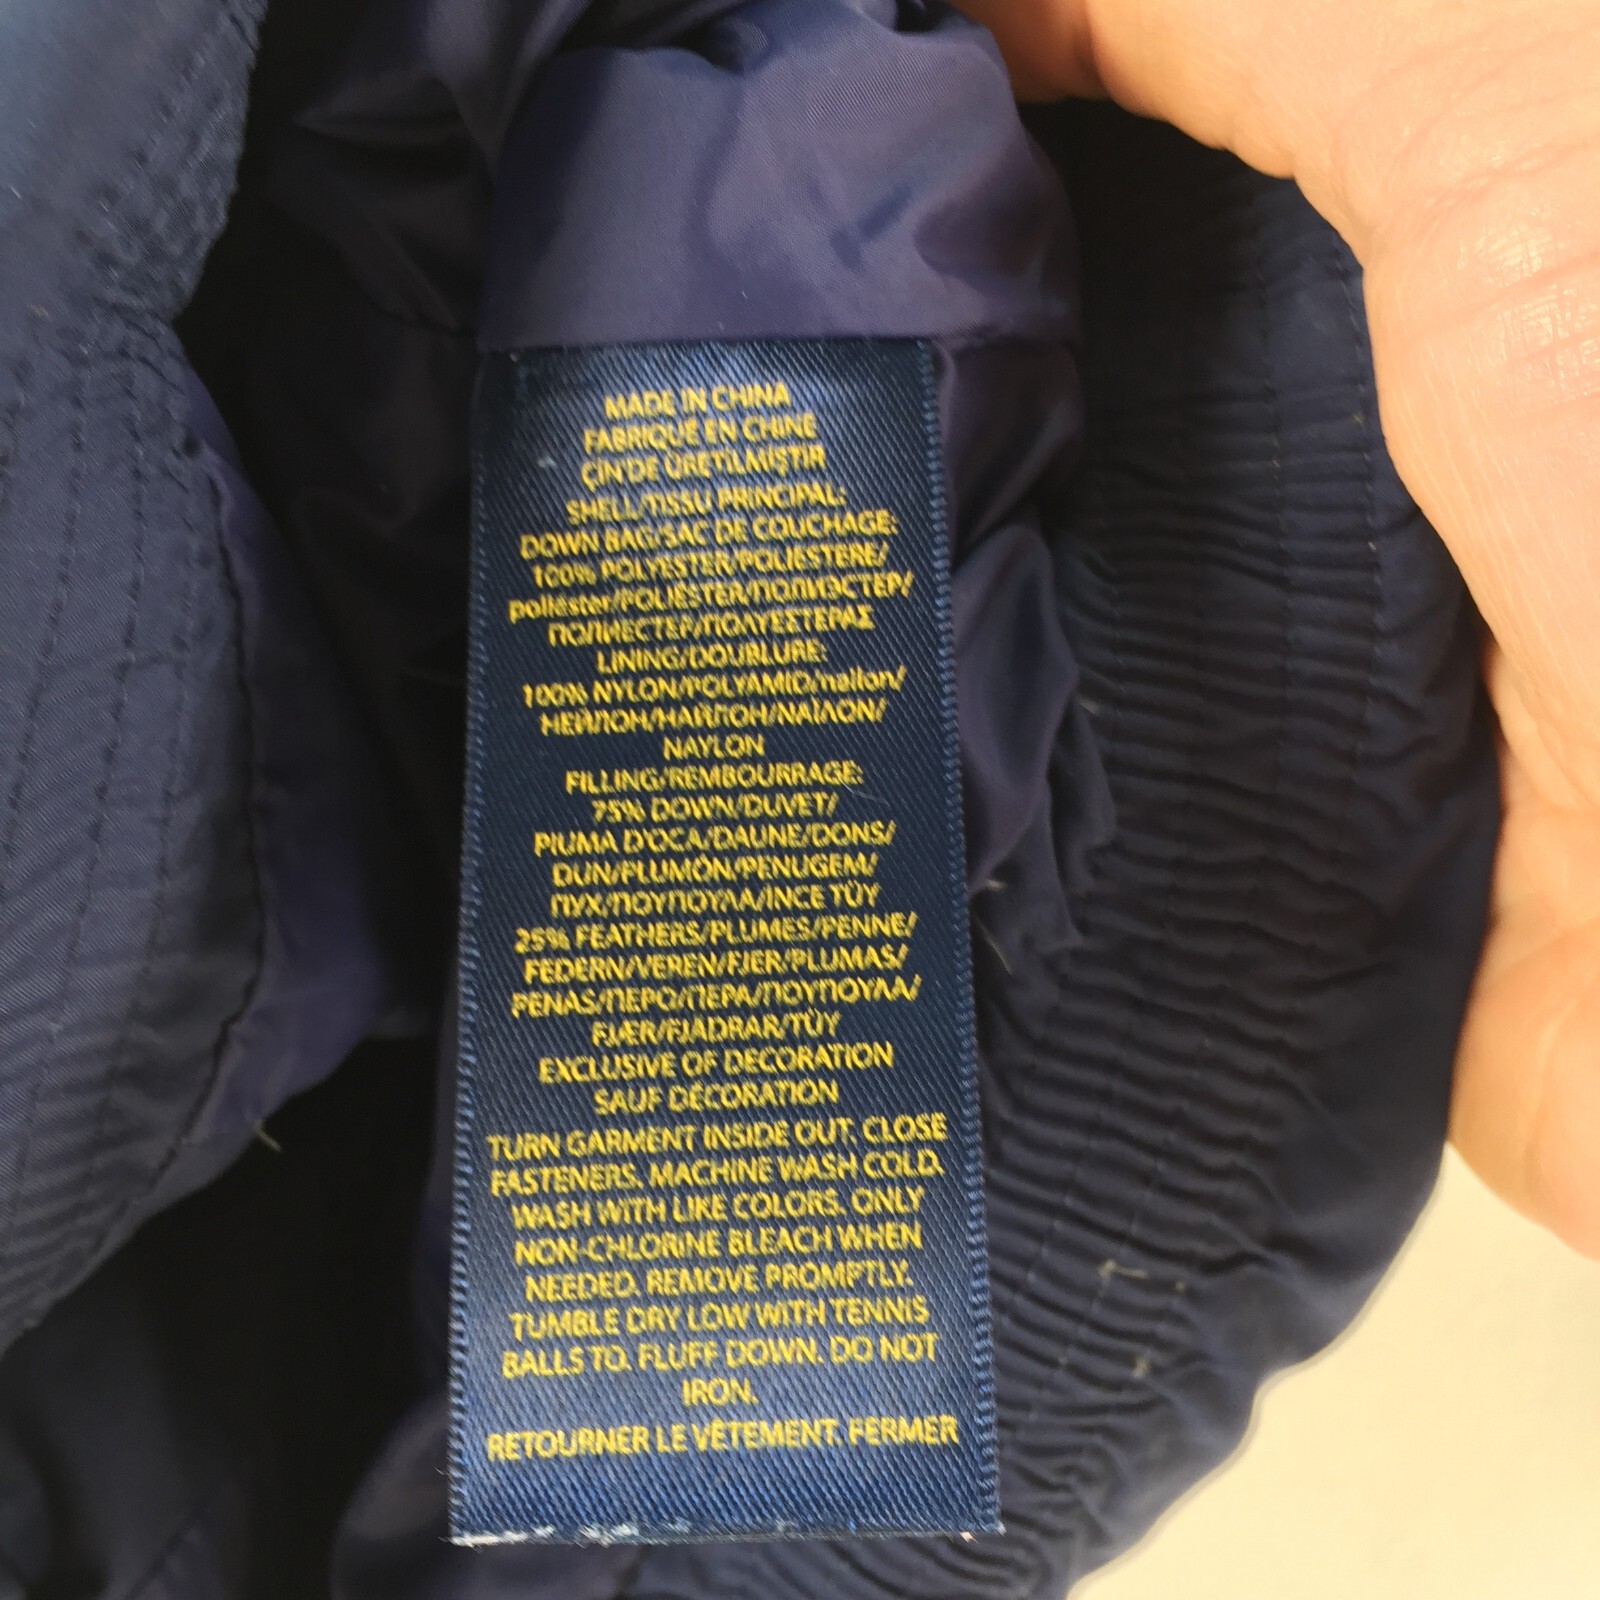 MADE IN CHINA
FABRIQUÉ EN CHINE
ÇİN'DE ÜRETİLMİŞTİR
SHELL/TISSU PRINCIPAL:
DOWN BAG/SAC DE COUCHAGE:
100% POLYESTER/POLIESTERE/
poliéster/POLIESTER/ПОЛИЭСТЕР/
ПОЛИЕСТЕР/ΠΟΛΥΕΣΤΕΡΑΣ
LINING/DOUBLURE:
100% NYLON/POLYAMID/nailon/
НЕЙЛОН/НАЙЛОН/ΝΑΪΛΟΝ/
NAYLON
FILLING/REMBOURRAGE:
75% DOWN/DUVET/
PIUMA D'OCA/DAUNE/DONS/
DUN/PLUMÓN/PENUGEM/
ПУХ/ΠΟΥΠΟΥΛΑ/İNCE TÜY
25% FEATHERS/PLUMES/PENNE/
FEDERN/VEREN/FJER/PLUMAS/
PENAS/ПЕРО/ПЕРА/ΠΟΥΠΟΥΛΑ/
FJÆR/FJÄDRAR/TÜY
EXCLUSIVE OF DECORATION
SAUF DÉCORATION
TURN GARMENT INSIDE OUT. CLOSE
FASTENERS. MACHINE WASH COLD.
WASH WITH LIKE COLORS. ONLY
NON-CHLORINE BLEACH WHEN
NEEDED. REMOVE PROMPTLY.
TUMBLE DRY LOW WITH TENNIS
BALLS TO. FLUFF DOWN. DO NOT
IRON.
RETOURNER LE VÊTEMENT. FERMER